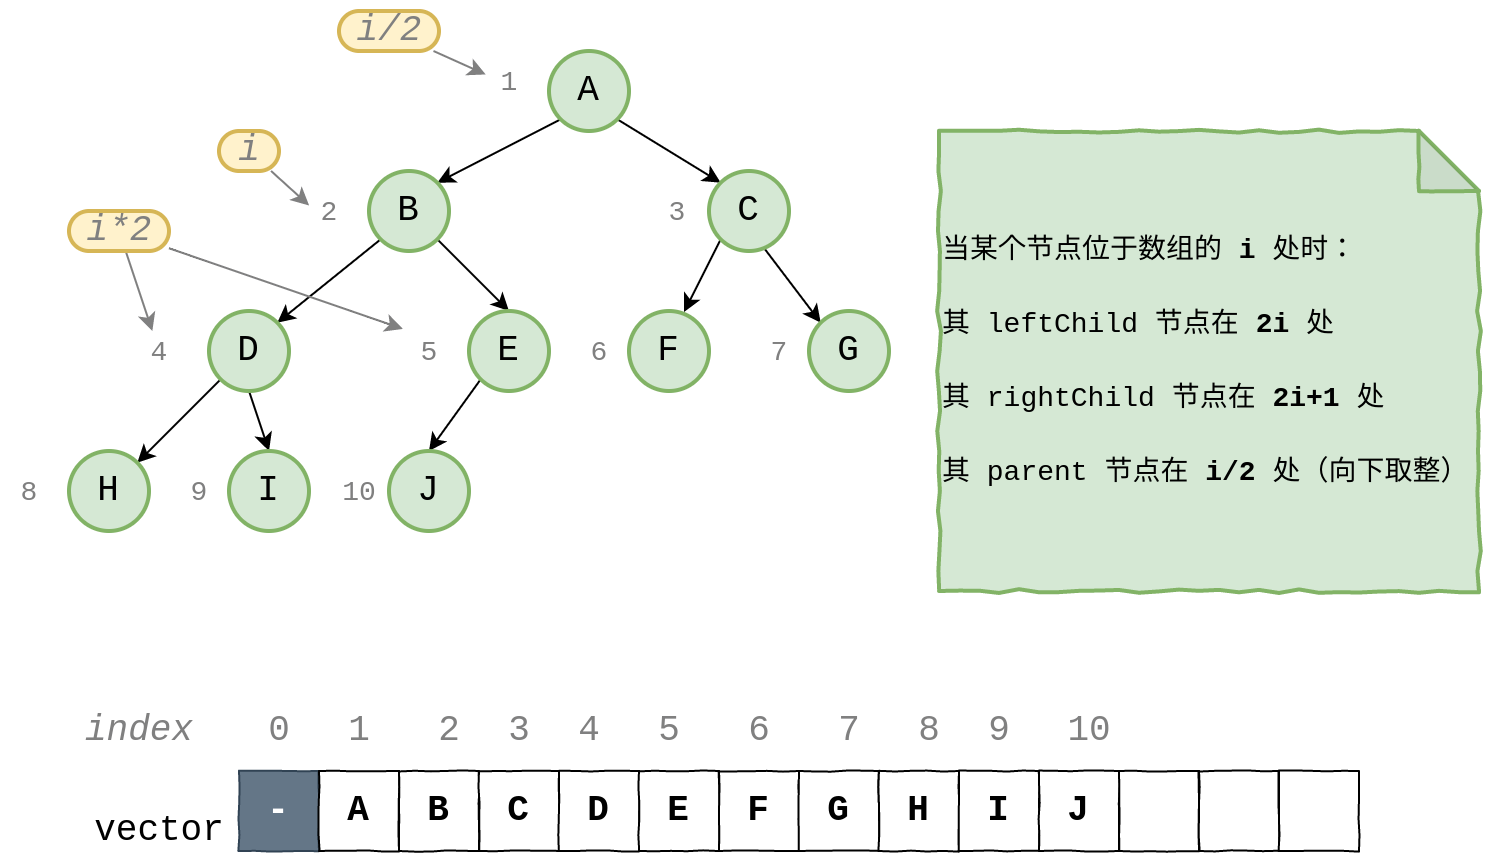 i/2
1
A
i
2
B
3
C
i*2
4
D
5
E
6
F
7
G
8
H
9
I
10
J
当某个节点位于数组的 i 处时：
其 leftChild 节点在 2i 处
其 rightChild 节点在 2i+1 处
其 parent 节点在 i/2 处（向下取整）
index 0 1 2 3 4 5 6 7 8 9 10
vector - A B C D E F G H I J